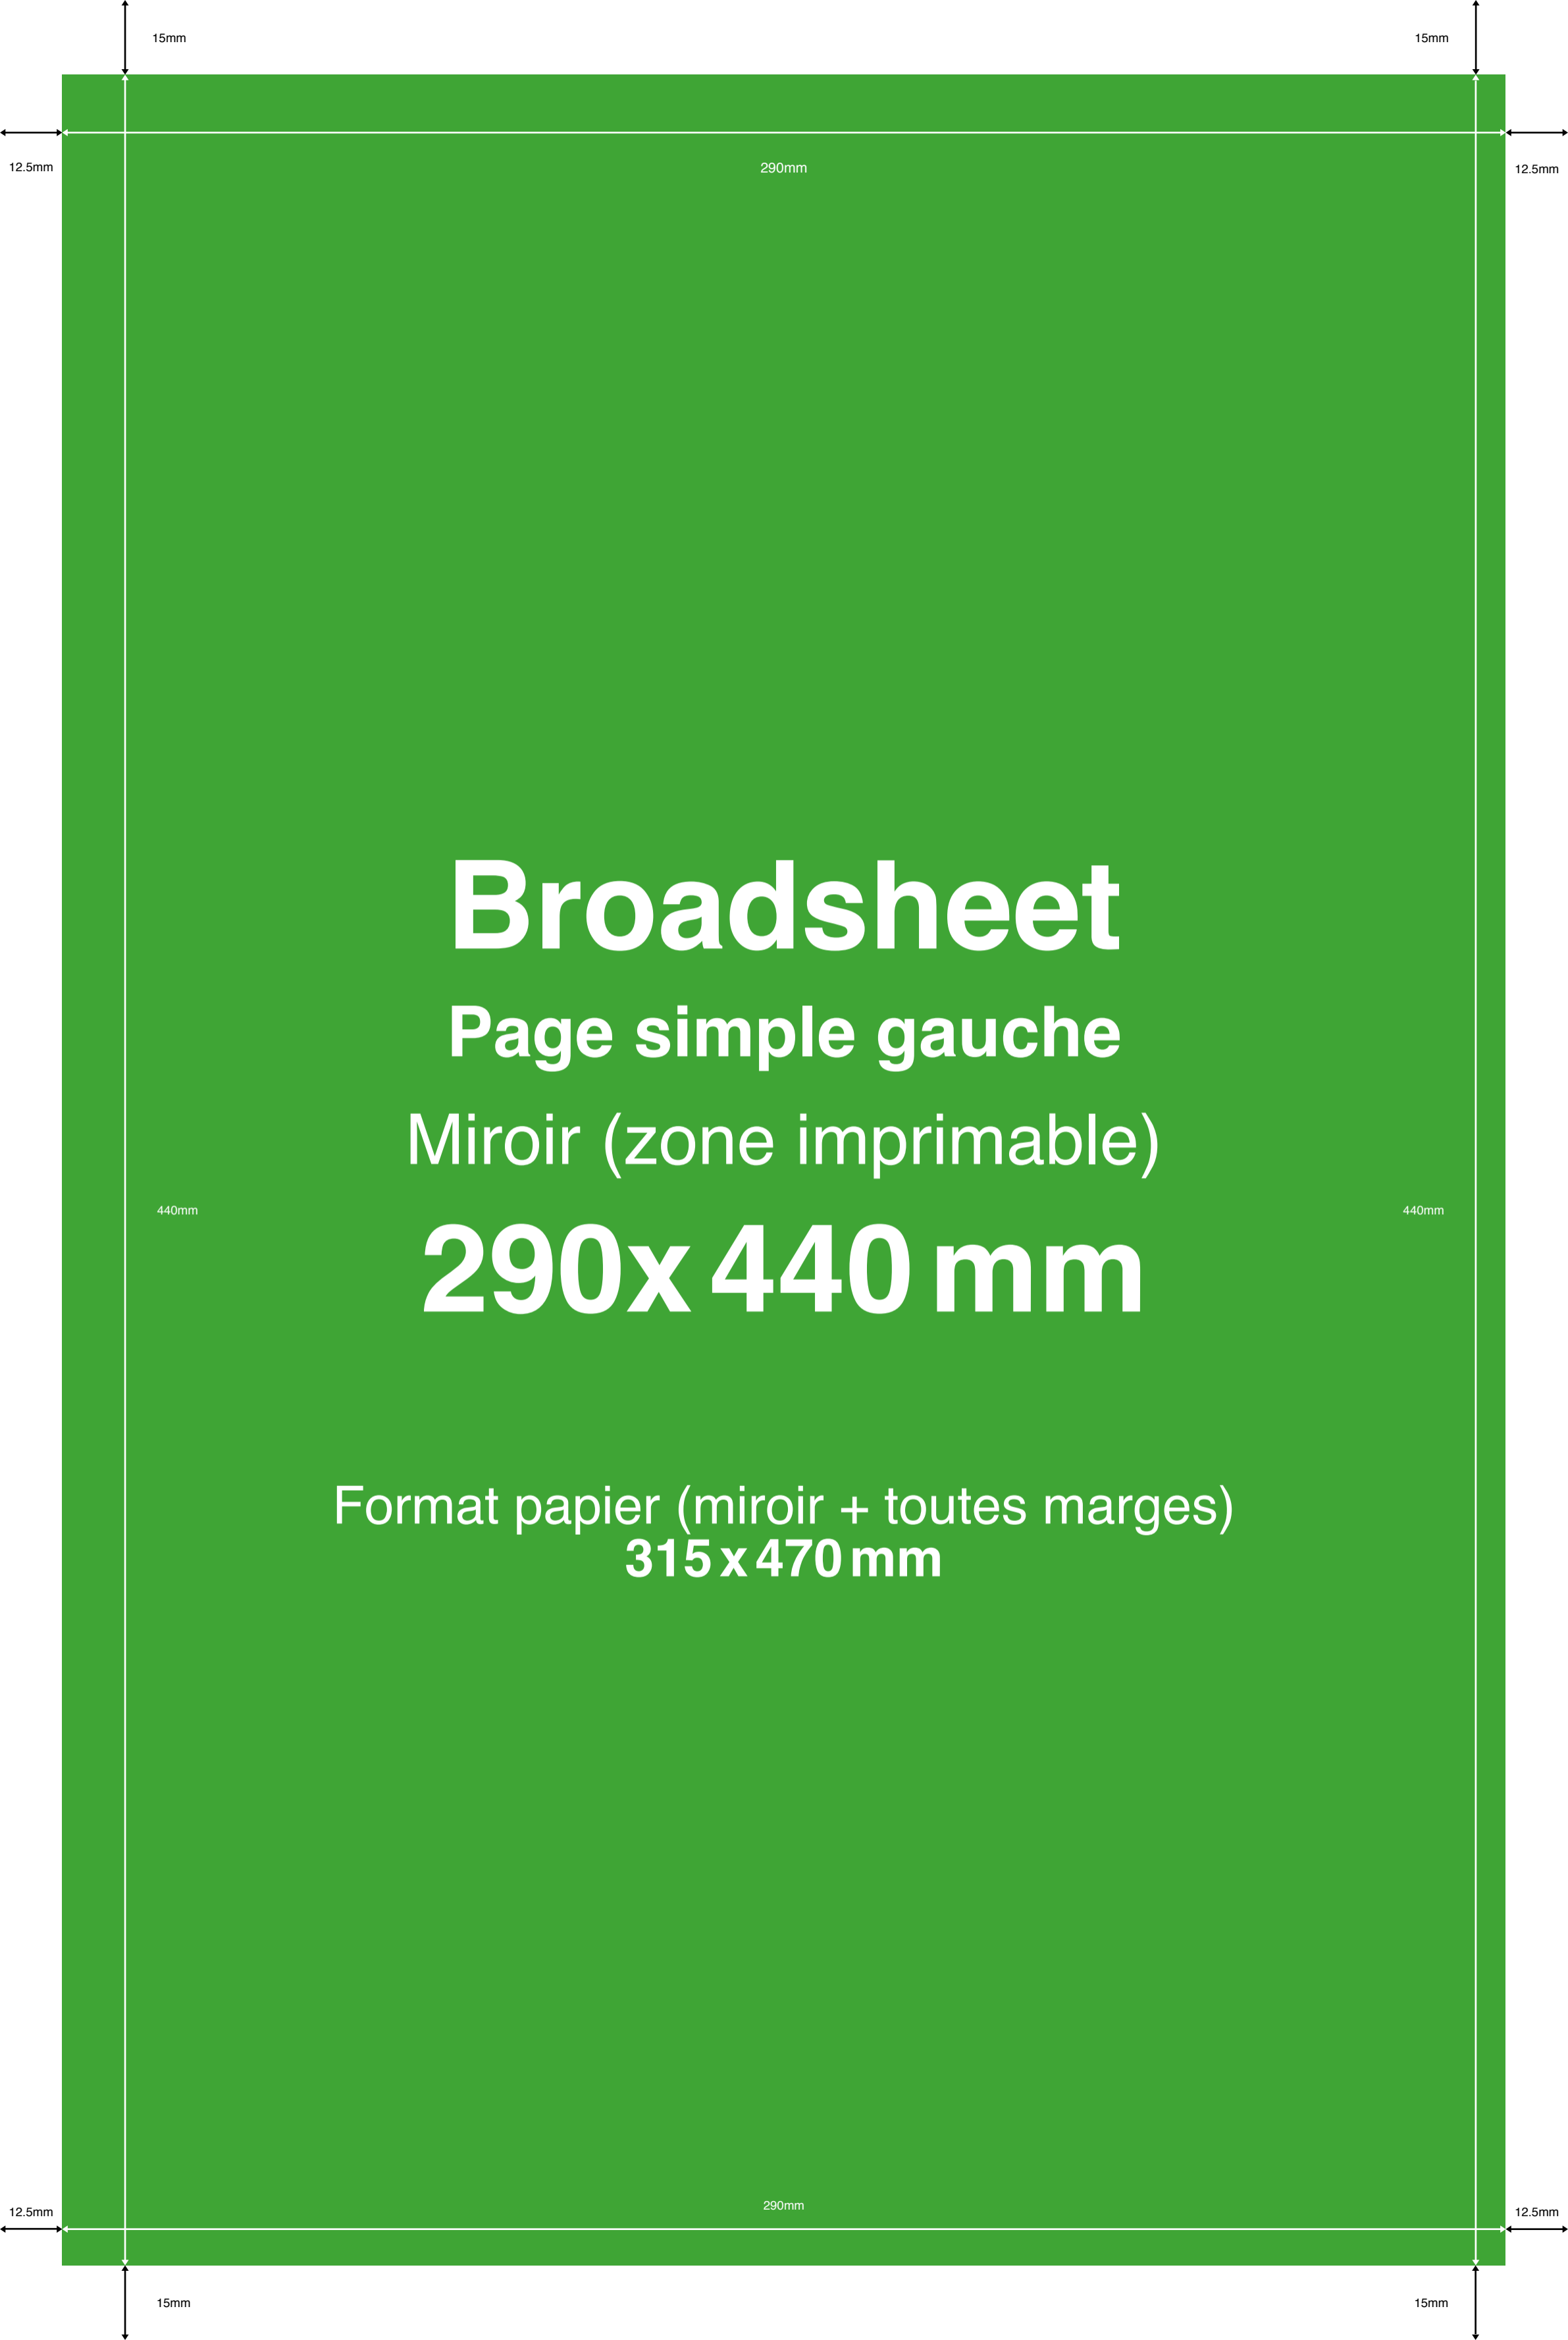 15mm
15mm
12.5mm
290mm
12.5mm
Broadsheet
Page simple gauche
Miroir (zone imprimable)
440mm
440mm
290x 440 mm
Format papier (miroir + toutes marges)
315 x 470 mm
12.5mm
290mm
12.5mm
15mm
15mm